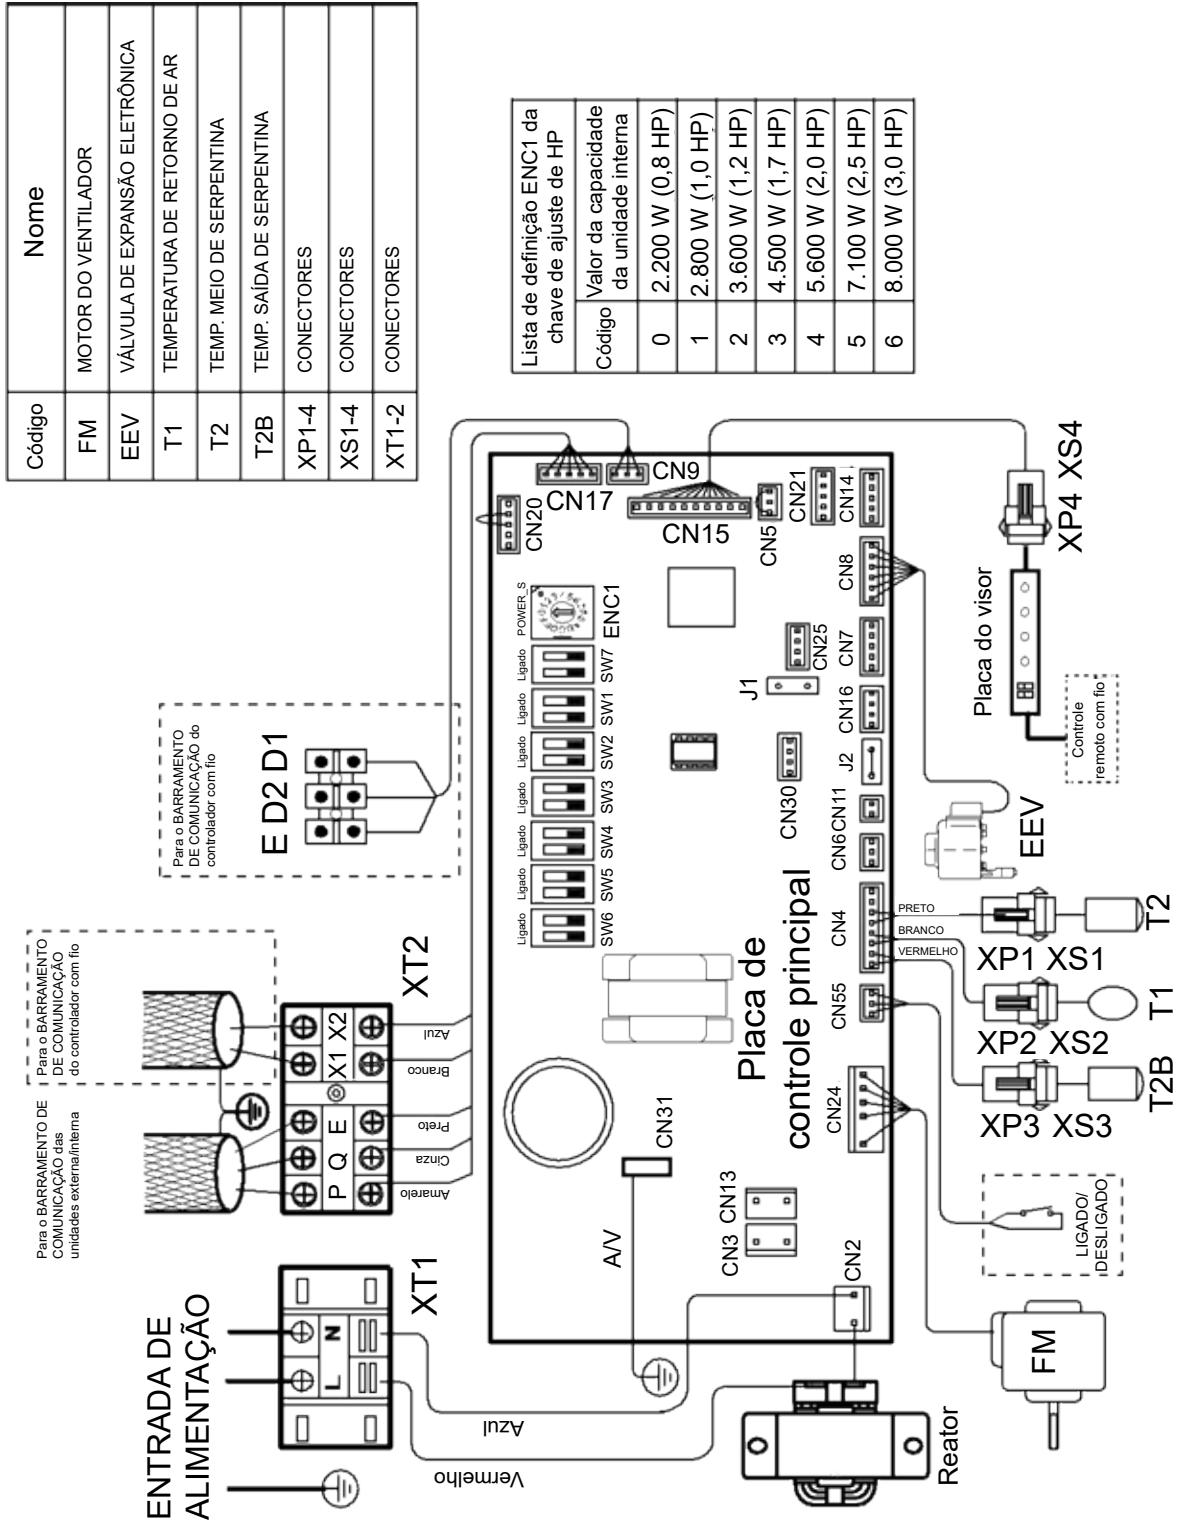 Código Nome
FM MOTOR DO VENTILADOR
EEV VÁLVULA DE EXPANSÃO ELETRÔNICA
T1 TEMPERATURA DE RETORNO DE AR
T2 TEMP. MEIO DE SERPENTINA
T2B TEMP. SAÍDA DE SERPENTINA
XP1-4 CONECTORES
XS1-4 CONECTORES
XT1-2 CONECTORES
Lista de definição ENC1 da
chave de ajuste de HP
Código Valor da capacidade
da unidade interna
0 2.200 W (0,8 HP)
1 2.800 W (1,0 HP)
2 3.600 W (1,2 HP)
3 4.500 W (1,7 HP)
4 5.600 W (2,0 HP)
5 7.100 W (2,5 HP)
6 8.000 W (3,0 HP)
ENTRADA DE
ALIMENTAÇÃO
L N
XT1
Vermelho
Azul
Para o BARRAMENTO DE
COMUNICAÇÃO das
unidades externa/interna
Para o BARRAMENTO
DE COMUNICAÇÃO
do controlador com fio
P Q E X1 X2
XT2
Amarelo
Cinza
Preto
Branco
Azul
Para o BARRAMENTO
DE COMUNICAÇÃO do
controlador com fio
E D2 D1
Ligado
SW6
Ligado
SW5
Ligado
SW4
Ligado
SW3
Ligado
SW2
Ligado
SW1
Ligado
SW7
POWER_S
ENC1
CN20
CN17
CN9
CN15
CN5
CN21
CN14
CN8
CN25
CN7
J1
CN16
J2
CN30
CN11
CN6
CN4
CN55
CN24
CN31
A/V
CN13
CN3
CN2
Placa de
controle principal
PRETO
BRANCO
VERMELHO
Reator
FM
LIGADO/
DESLIGADO
XP3 XS3
T2B
XP2 XS2
T1
XP1 XS1
T2
EEV
Controle
remoto com fio
Placa do visor
XP4 XS4